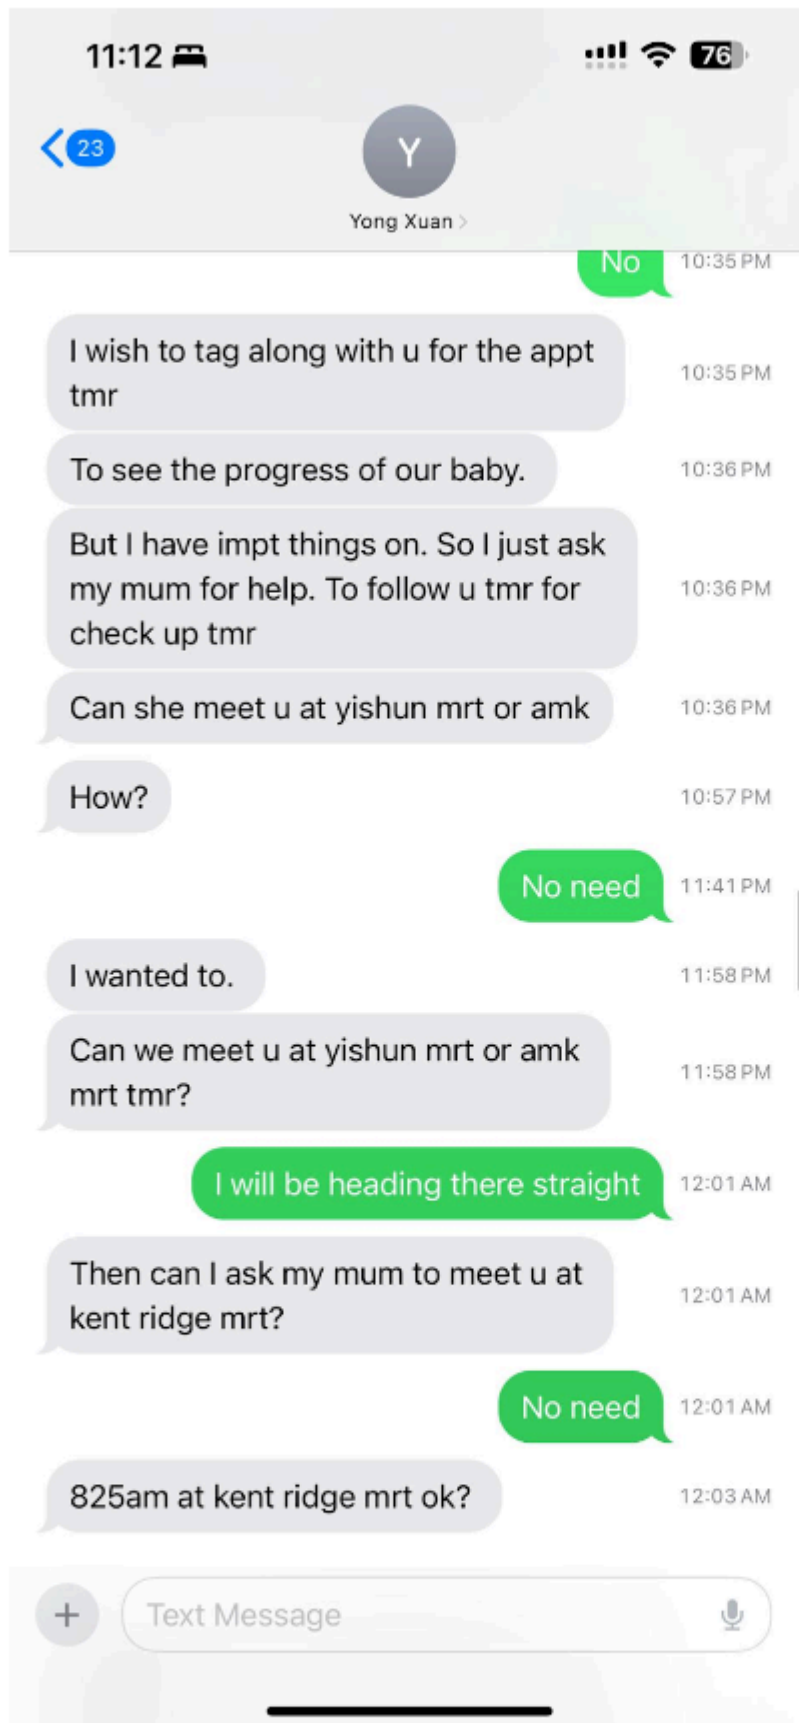 11:12
76
23
Y
Yong Xuan
No 10:35 PM
I wish to tag along with u for the appt
tmr
10:35 PM
To see the progress of our baby. 10:36 PM
But I have impt things on. So I just ask
my mum for help. To follow u tmr for
check up tmr
10:36 PM
Can she meet u at yishun mrt or amk 10:36 PM
How? 10:57 PM
No need 11:41 PM
I wanted to. 11:58 PM
Can we meet u at yishun mrt or amk
mrt tmr?
11:58 PM
I will be heading there straight 12:01 AM
Then can I ask my mum to meet u at
kent ridge mrt?
12:01 AM
No need 12:01 AM
825am at kent ridge mrt ok? 12:03 AM
Text Message